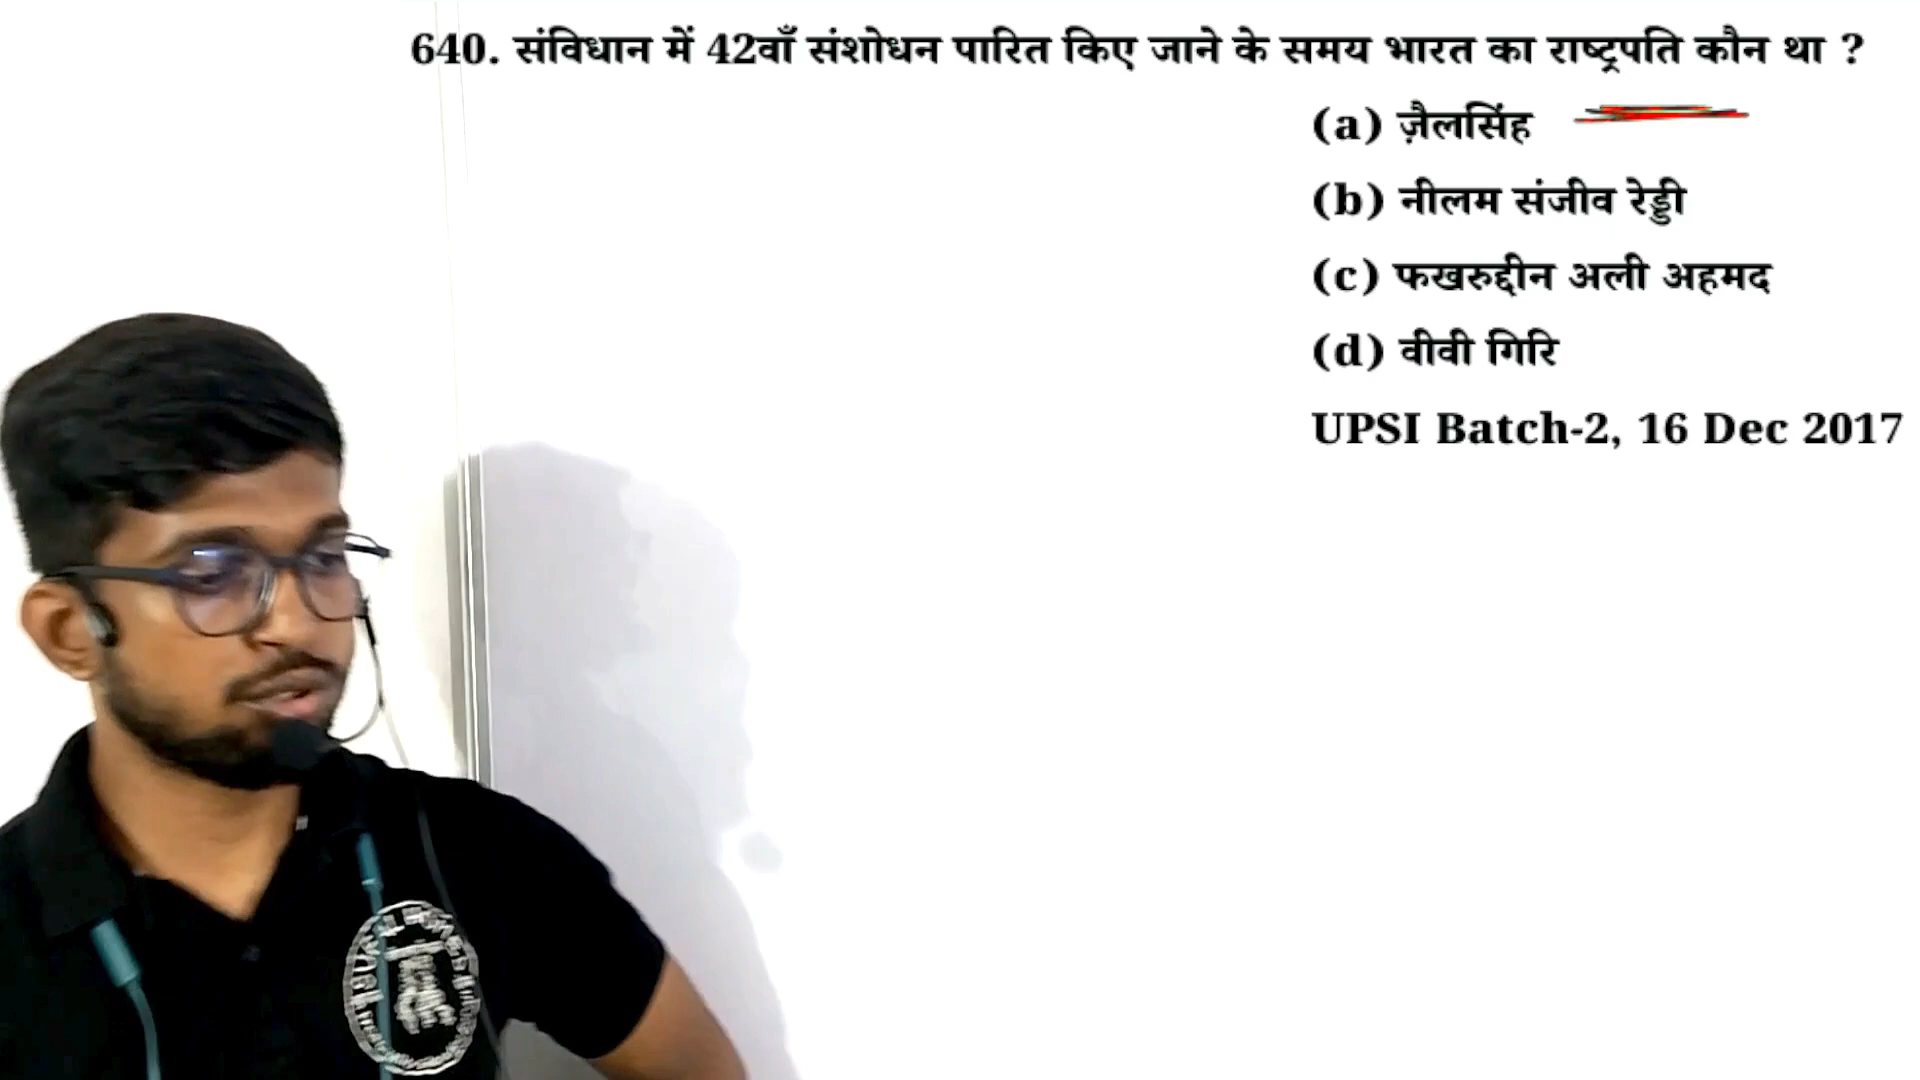 640. संविधान में 42वाँ संशोधन पारित किए जाने के समय भारत का राष्ट्रपति कौन था ?
(a) ज़ैलसिंह
(b) नीलम संजीव रेड्डी
(c) फखरुद्दीन अली अहमद
(d) वीवी गिरि
UPSI Batch-2, 16 Dec 2017